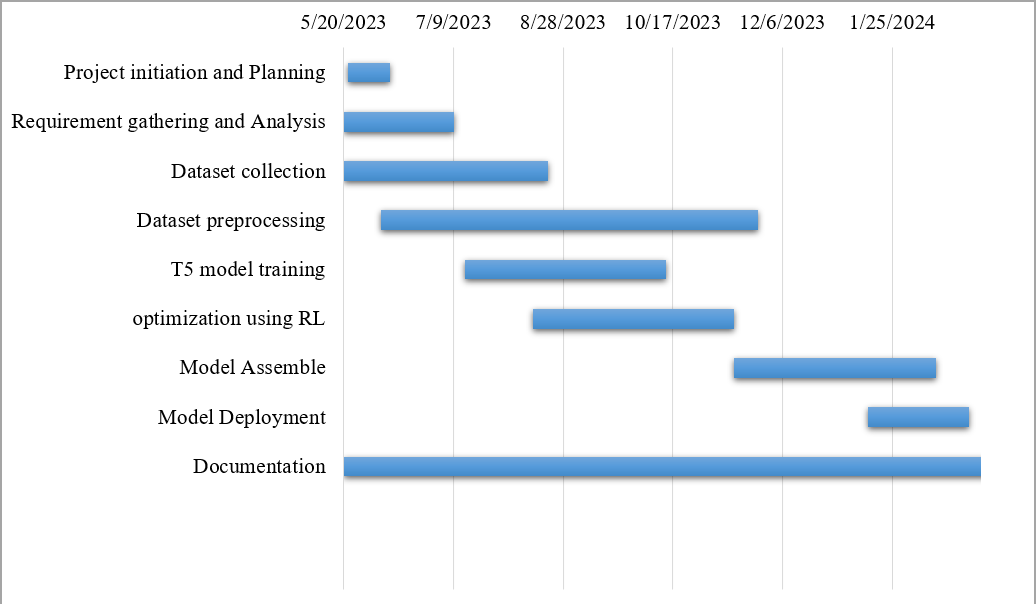 5/20/2023 7/9/2023 8/28/2023 10/17/2023 12/6/2023 1/25/2024
Project initiation and Planning
Requirement gathering and Analysis
Dataset collection
Dataset preprocessing
T5 model training
optimization using RL
Model Assemble
Model Deployment
Documentation